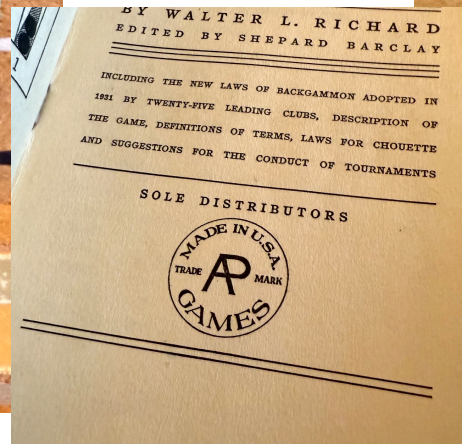 BY WALTER L. RICHARD
EDITED BY SHEPARD BARCLAY
INCLUDING THE NEW LAWS OF BACKGAMMON ADOPTED IN
1931 BY TWENTY-FIVE LEADING CLUBS, DESCRIPTION OF
THE GAME, DEFINITIONS OF TERMS, LAWS FOR CHOUETTE
AND SUGGESTIONS FOR THE CONDUCT OF TOURNAMENTS
SOLE DISTRIBUTORS
MADE IN U.S.A.
TRADE AP MARK
GAMES